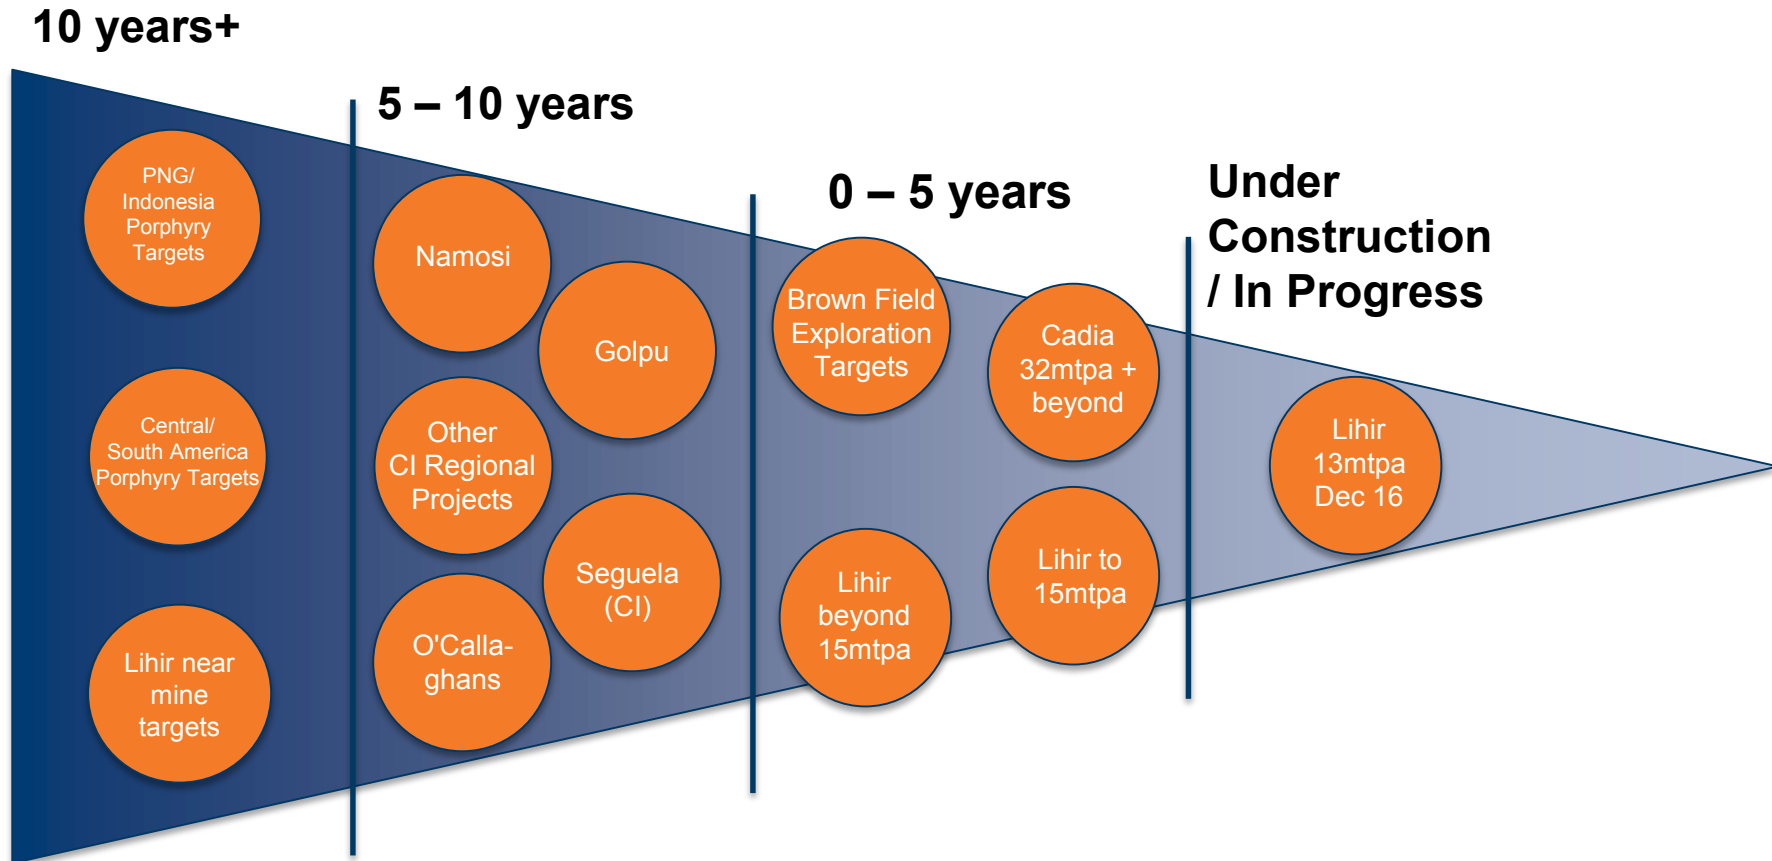 10 years+
PNG/
Indonesia
Porphyry
Targets
Central/
South America
Porphyry Targets
Lihir near
mine
targets
5 – 10 years
Namosi
Golpu
Other
CI Regional
Projects
Seguela
(CI)
O'Calla-
ghans
0 – 5 years
Brown Field
Exploration
Targets
Cadia
32mtpa +
beyond
Lihir
beyond
15mtpa
Lihir to
15mtpa
Under
Construction
/ In Progress
Lihir
13mtpa
Dec 16